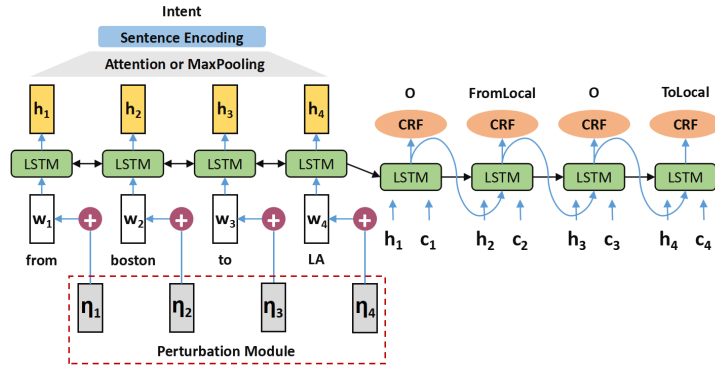 Intent
Sentence Encoding
Attention or MaxPooling
h1 h2 h3 h4
O FromLocal O ToLocal
CRF CRF CRF CRF
LSTM LSTM LSTM LSTM
LSTM LSTM LSTM LSTM
w1 + w2 + w3 + w4 +
h1 c1 h2 c2 h3 c3 h4 c4
from boston to LA
η1 η2 η3 η4
Perturbation Module